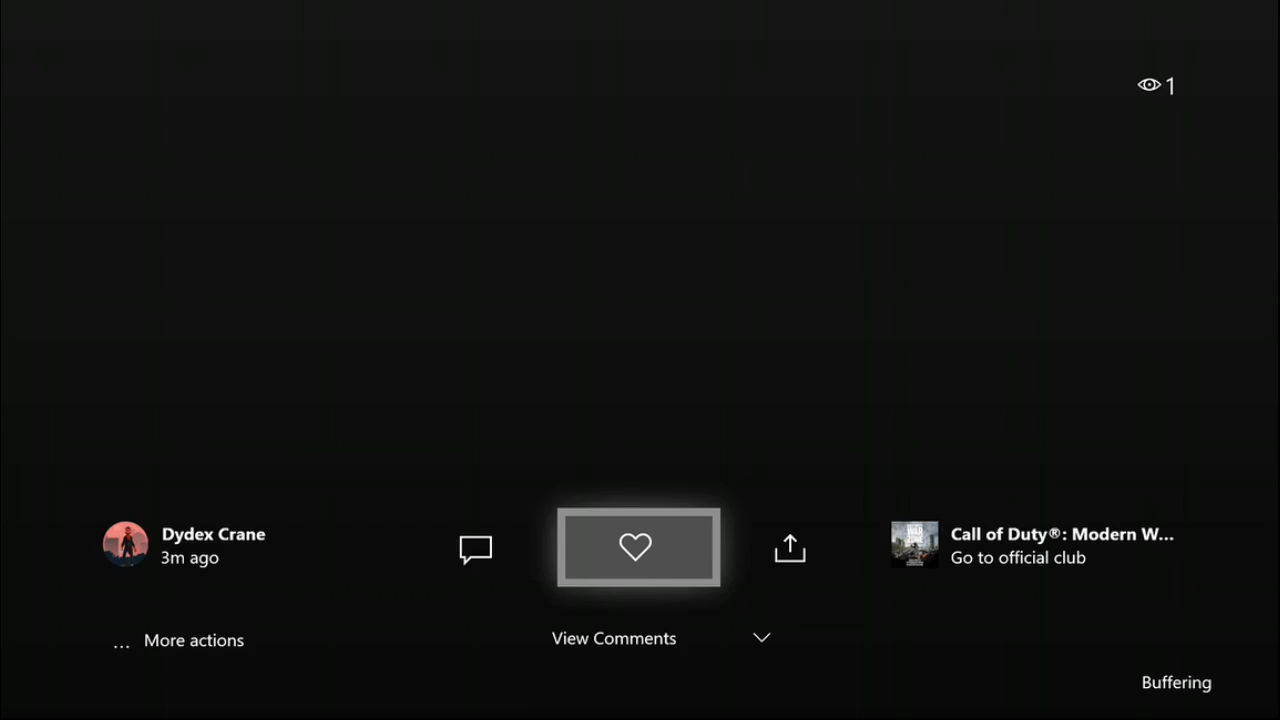 1
Dydex Crane
3m ago
Call of Duty®: Modern W...
Go to official club
... More actions
View Comments
Buffering